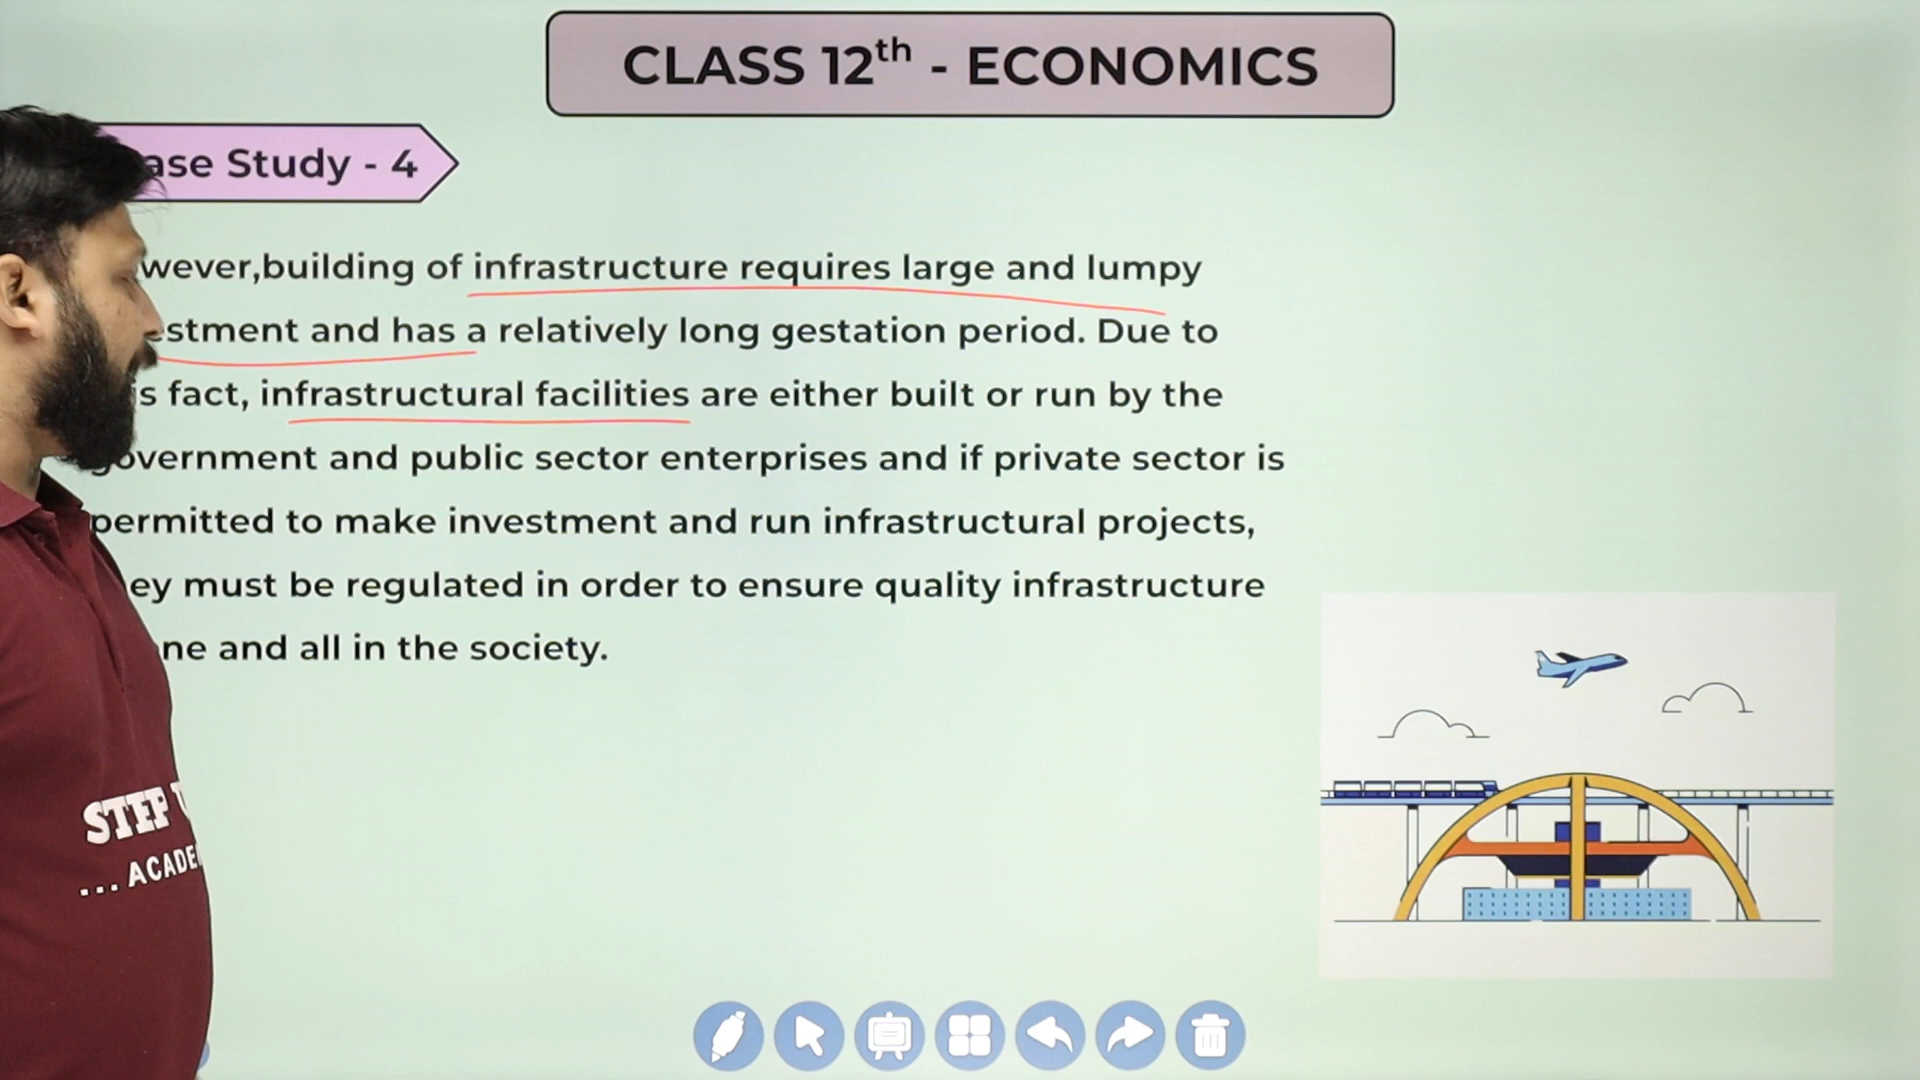 CLASS 12th - ECONOMICS
ase Study - 4
wever,building of infrastructure requires large and lumpy
estment and has a relatively long gestation period. Due to
is fact, infrastructural facilities are either built or run by the
government and public sector enterprises and if private sector is
permitted to make investment and run infrastructural projects,
ey must be regulated in order to ensure quality infrastructure
ne and all in the society.
STEP
... ACADE